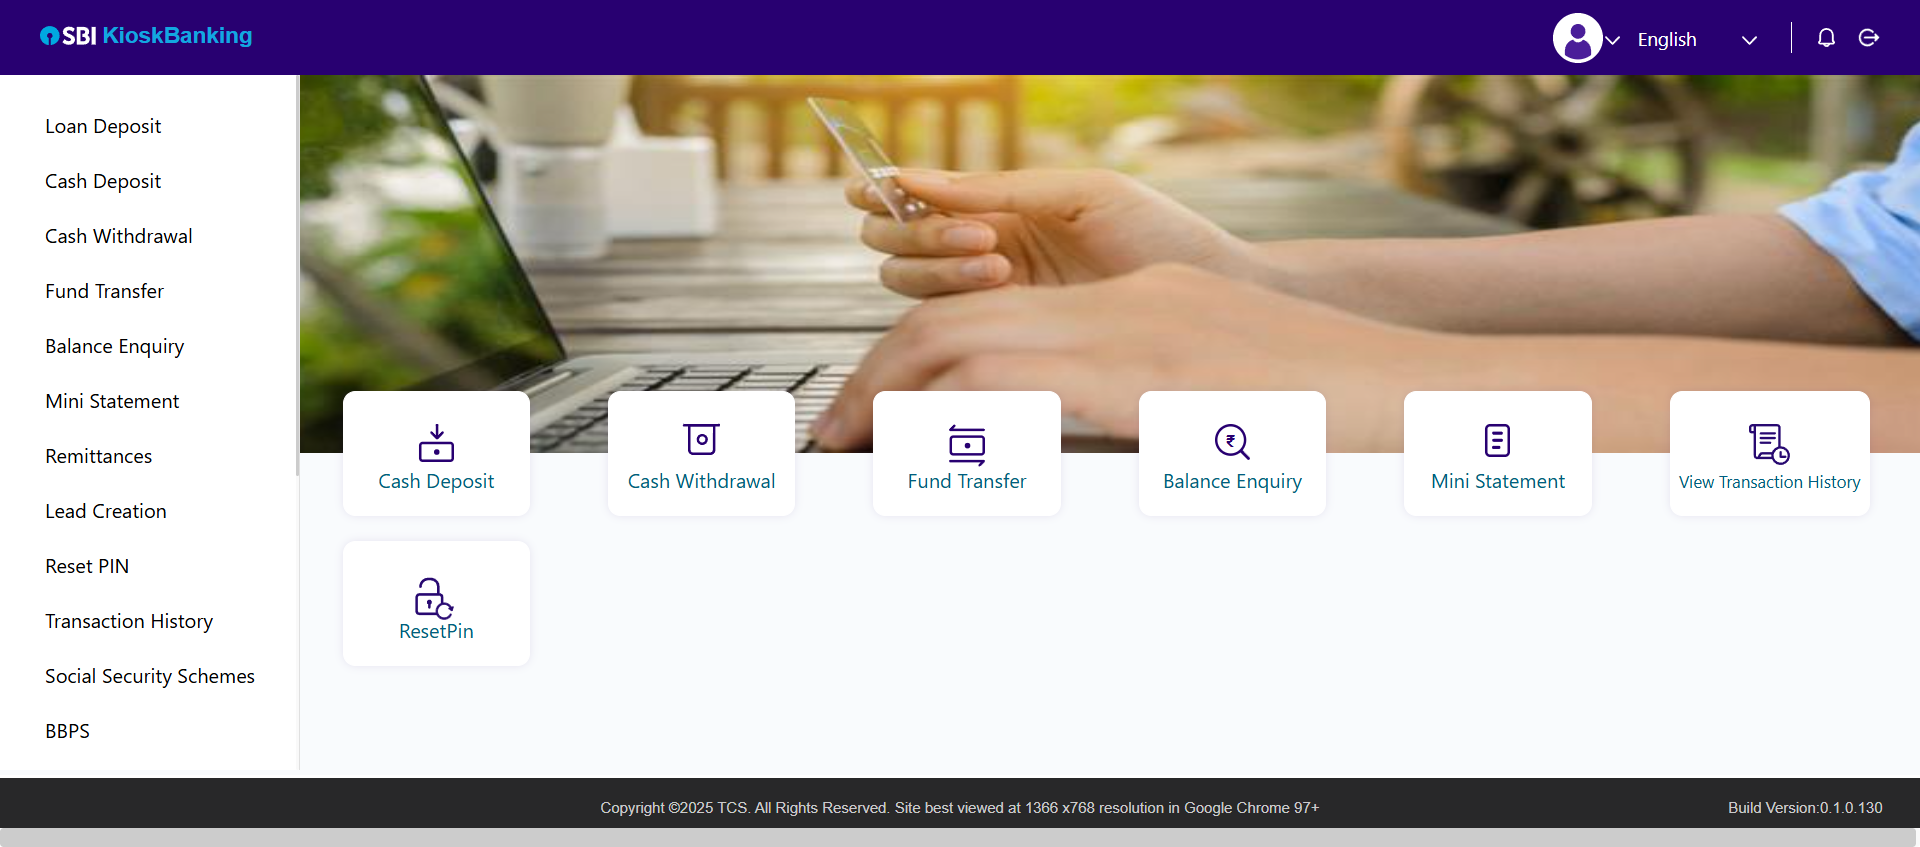 SBI KioskBanking
English
Loan Deposit
Cash Deposit
Cash Withdrawal
Fund Transfer
Balance Enquiry
Mini Statement
Remittances
Lead Creation
Reset PIN
Transaction History
Social Security Schemes
BBPS
Cash Deposit
Cash Withdrawal
Fund Transfer
Balance Enquiry
Mini Statement
View Transaction History
ResetPin
Copyright ©2025 TCS. All Rights Reserved. Site best viewed at 1366 x768 resolution in Google Chrome 97+
Build Version:0.1.0.130